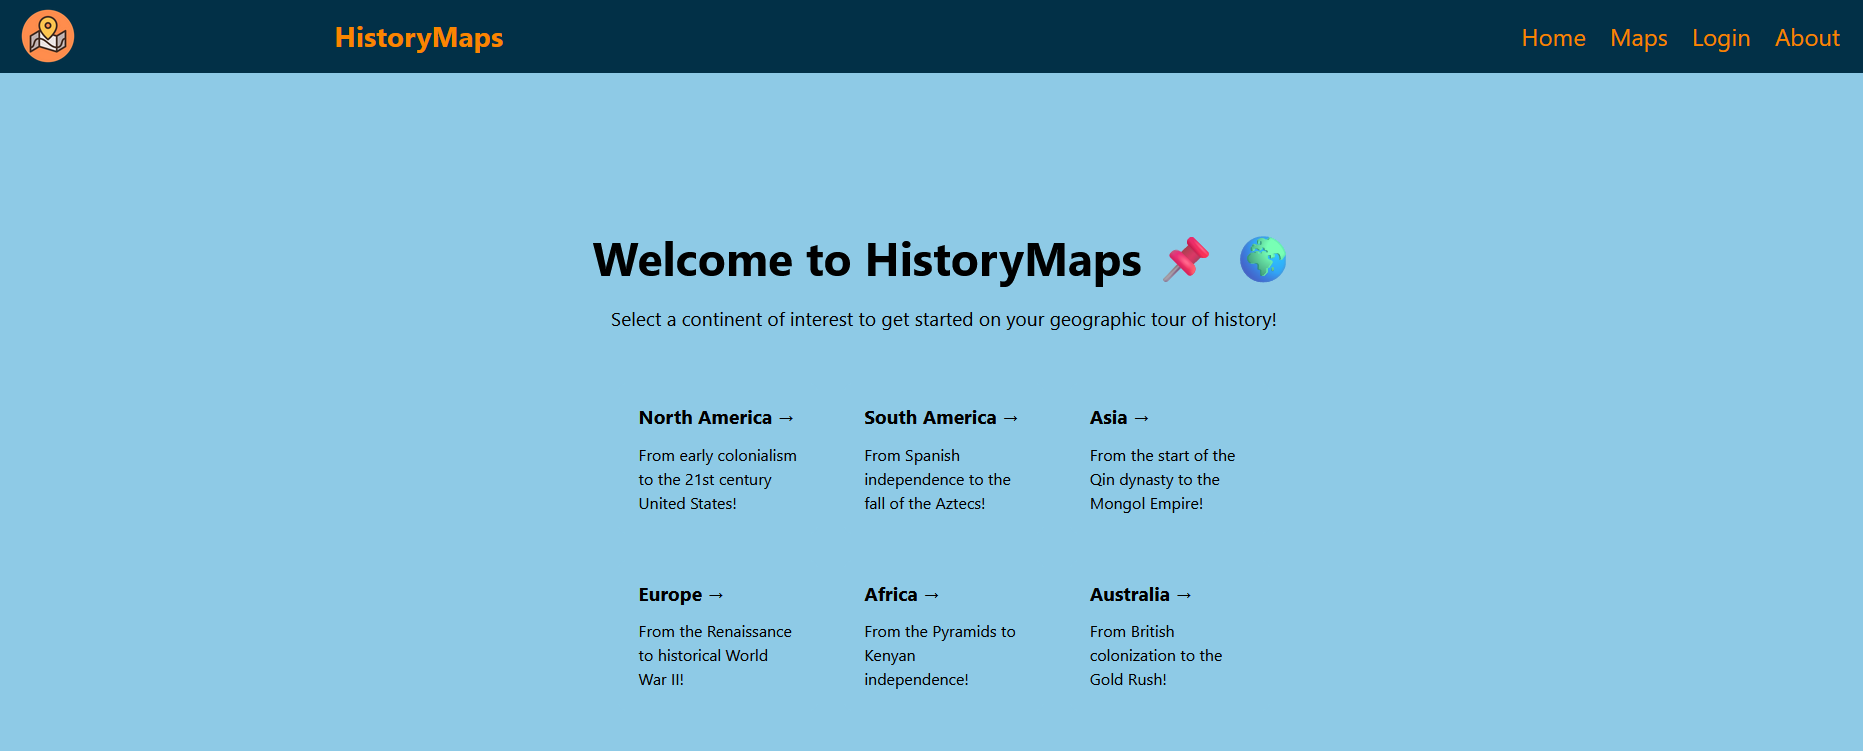 HistoryMaps
Home Maps Login About
Welcome to HistoryMaps 📌 🌍
Select a continent of interest to get started on your geographic tour of history!
North America →
From early colonialism
to the 21st century
United States!
South America →
From Spanish
independence to the
fall of the Aztecs!
Asia →
From the start of the
Qin dynasty to the
Mongol Empire!
Europe →
From the Renaissance
to historical World
War II!
Africa →
From the Pyramids to
Kenyan
independence!
Australia →
From British
colonization to the
Gold Rush!